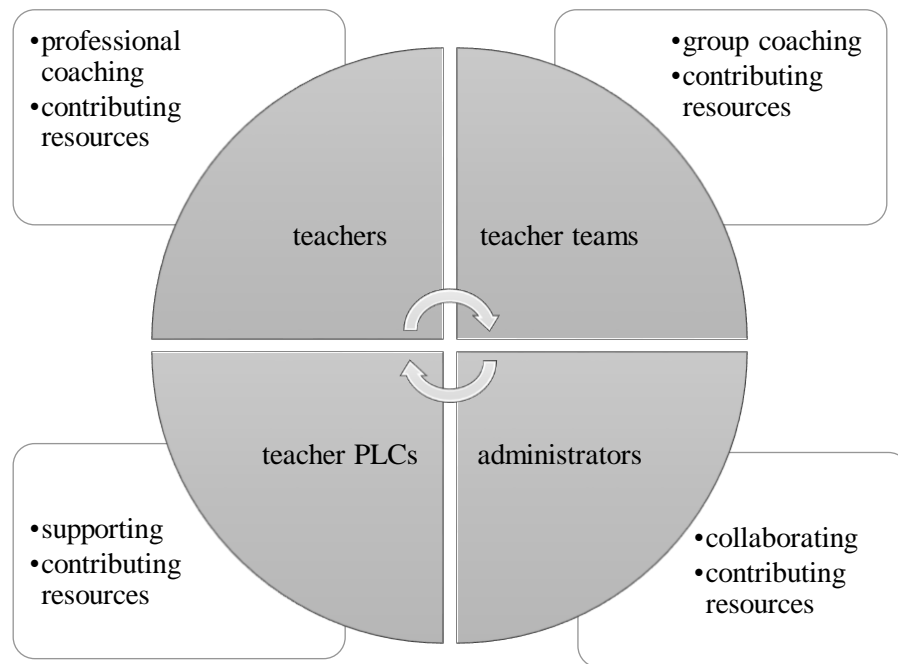 •professional
coaching
•contributing
resources
•group coaching
•contributing
resources
teachers
teacher teams
teacher PLCs
administrators
•supporting
•contributing
resources
•collaborating
•contributing
resources